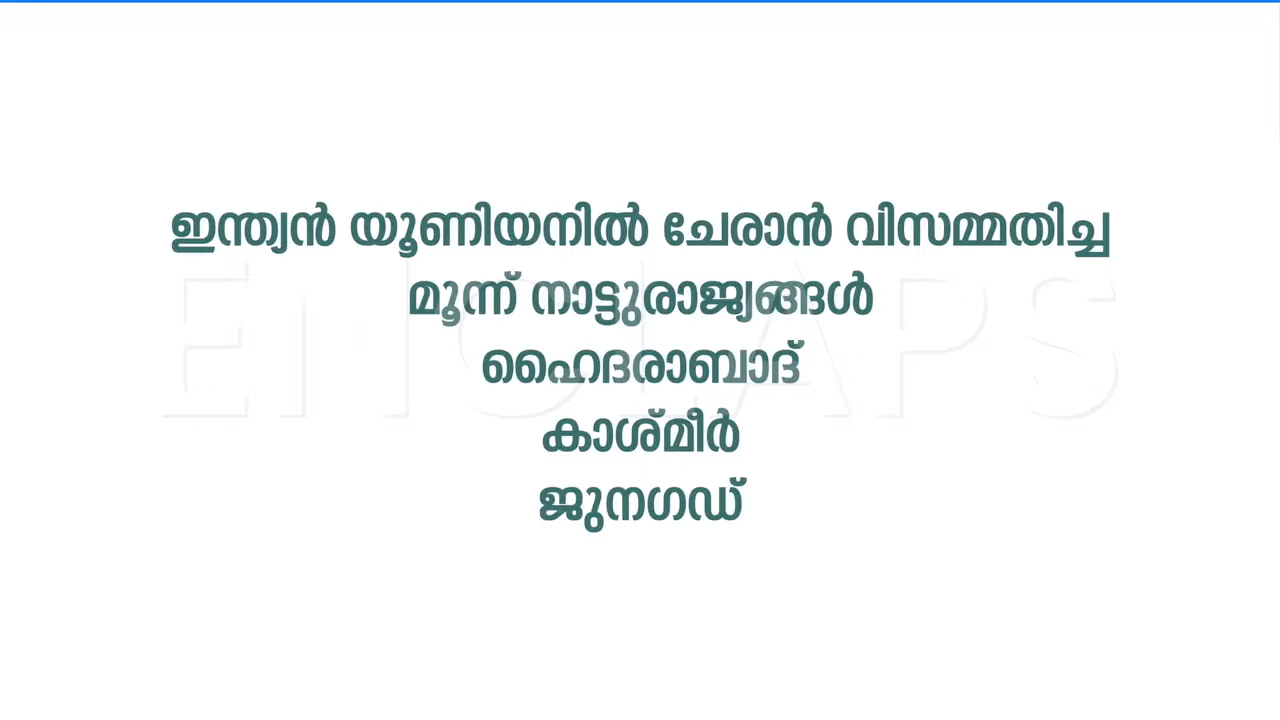 ഇന്ത്യൻ യൂണിയനിൽ ചേരാൻ വിസമ്മതിച്ച
മൂന്ന് നാട്ടുരാജ്യങ്ങൾ
ഹൈദരാബാദ്
കാശ്മീർ
ജുനഗഡ്